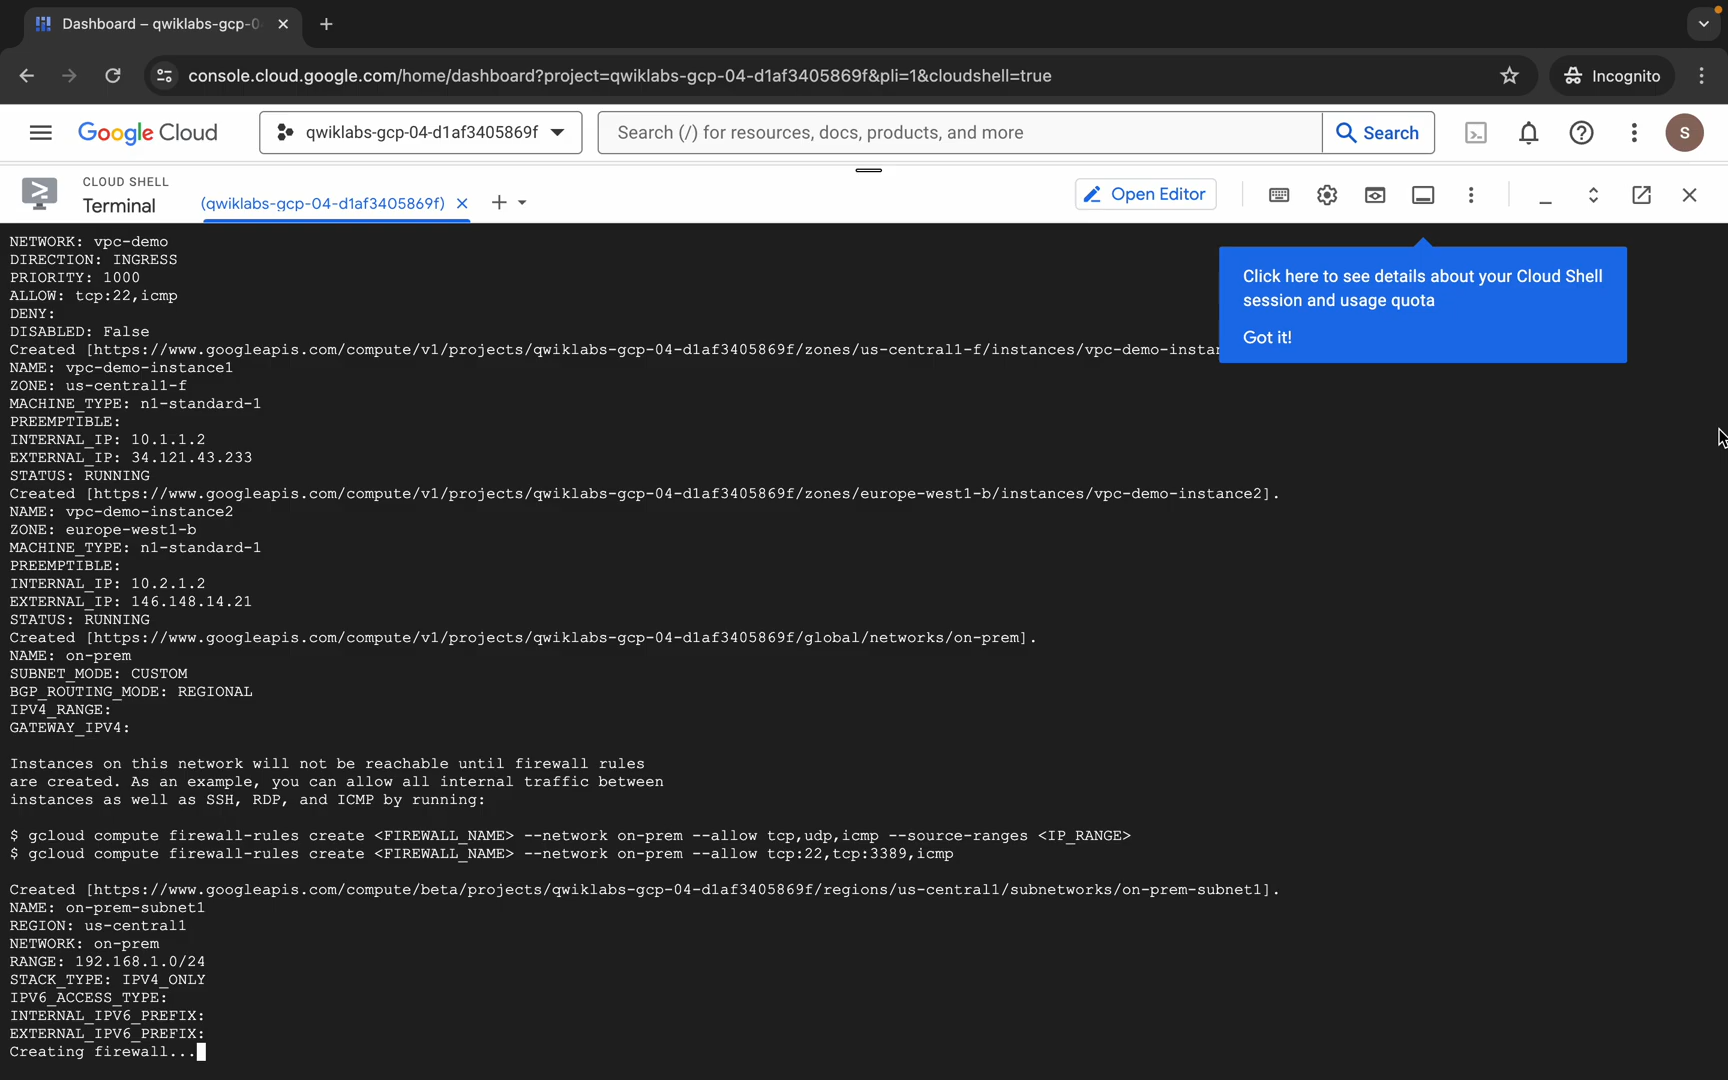 Dashboard – qwiklabs-gcp-0
console.cloud.google.com/home/dashboard?project=qwiklabs-gcp-04-d1af3405869f&pli=1&cloudshell=true
Incognito
Google Cloud
qwiklabs-gcp-04-d1af3405869f
Search (/) for resources, docs, products, and more
Search
S
CLOUD SHELL
Terminal
(qwiklabs-gcp-04-d1af3405869f)
Open Editor
Click here to see details about your Cloud Shell
session and usage quota
Got it!
NETWORK: vpc-demo
DIRECTION: INGRESS
PRIORITY: 1000
ALLOW: tcp:22,icmp
DENY:
DISABLED: False
Created [https://www.googleapis.com/compute/v1/projects/qwiklabs-gcp-04-d1af3405869f/zones/us-central1-f/instances/vpc-demo-instan
NAME: vpc-demo-instance1
ZONE: us-central1-f
MACHINE_TYPE: n1-standard-1
PREEMPTIBLE:
INTERNAL_IP: 10.1.1.2
EXTERNAL_IP: 34.121.43.233
STATUS: RUNNING
Created [https://www.googleapis.com/compute/v1/projects/qwiklabs-gcp-04-d1af3405869f/zones/europe-west1-b/instances/vpc-demo-instance2].
NAME: vpc-demo-instance2
ZONE: europe-west1-b
MACHINE_TYPE: n1-standard-1
PREEMPTIBLE:
INTERNAL_IP: 10.2.1.2
EXTERNAL_IP: 146.148.14.21
STATUS: RUNNING
Created [https://www.googleapis.com/compute/v1/projects/qwiklabs-gcp-04-d1af3405869f/global/networks/on-prem].
NAME: on-prem
SUBNET_MODE: CUSTOM
BGP_ROUTING_MODE: REGIONAL
IPV4_RANGE:
GATEWAY_IPV4:
Instances on this network will not be reachable until firewall rules
are created. As an example, you can allow all internal traffic between
instances as well as SSH, RDP, and ICMP by running:
$ gcloud compute firewall-rules create <FIREWALL_NAME> --network on-prem --allow tcp,udp,icmp --source-ranges <IP_RANGE>
$ gcloud compute firewall-rules create <FIREWALL_NAME> --network on-prem --allow tcp:22,tcp:3389,icmp
Created [https://www.googleapis.com/compute/beta/projects/qwiklabs-gcp-04-d1af3405869f/regions/us-central1/subnetworks/on-prem-subnet1].
NAME: on-prem-subnet1
REGION: us-central1
NETWORK: on-prem
RANGE: 192.168.1.0/24
STACK_TYPE: IPV4_ONLY
IPV6_ACCESS_TYPE:
INTERNAL_IPV6_PREFIX:
EXTERNAL_IPV6_PREFIX:
Creating firewall...